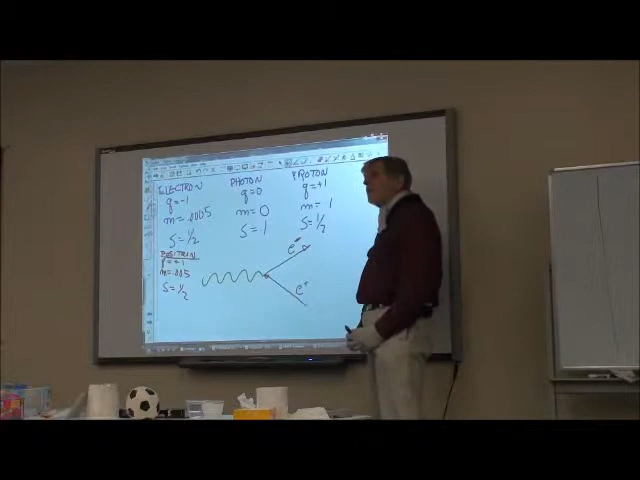 ELECTRON
q = -1
m = .0005
S = 1/2
POSITRON
q = +1
m = .005
S = 1/2
PHOTON
q = 0
m = 0
S = 1
PROTON
q = +1
m = 1
S = 1/2
e⁻
e⁺